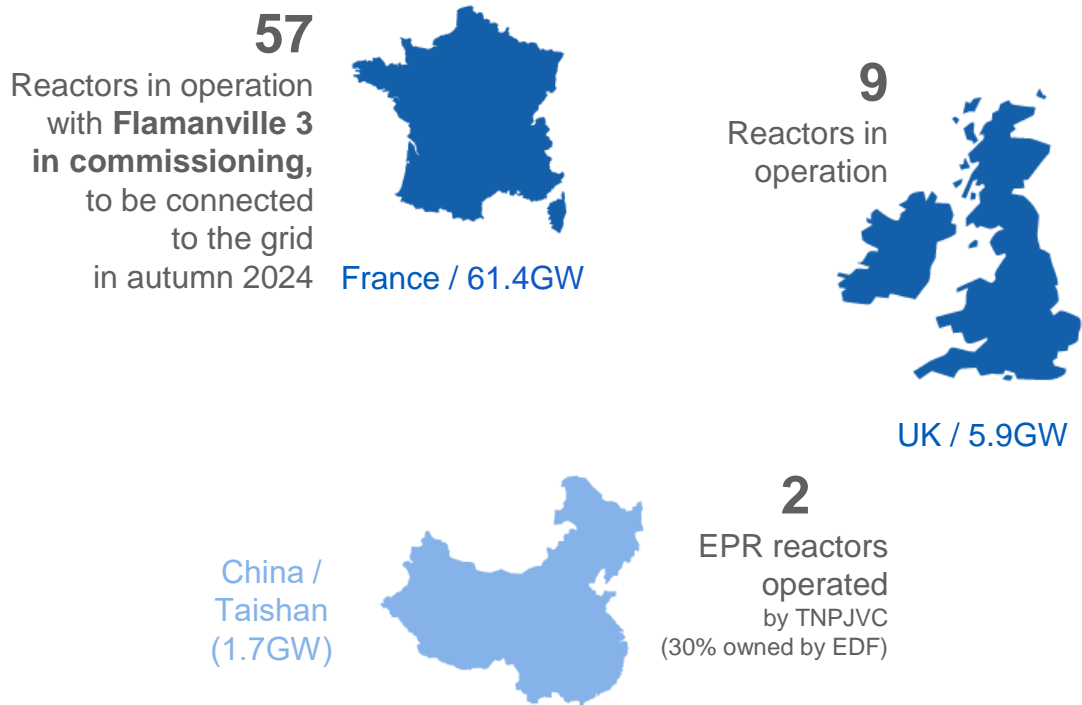 57
Reactors in operation
with Flamanville 3
in commissioning,
to be connected
to the grid
in autumn 2024
France / 61.4GW
9
Reactors in
operation
UK / 5.9GW
China /
Taishan
(1.7GW)
2
EPR reactors
operated
by TNPJVC
(30% owned by EDF)